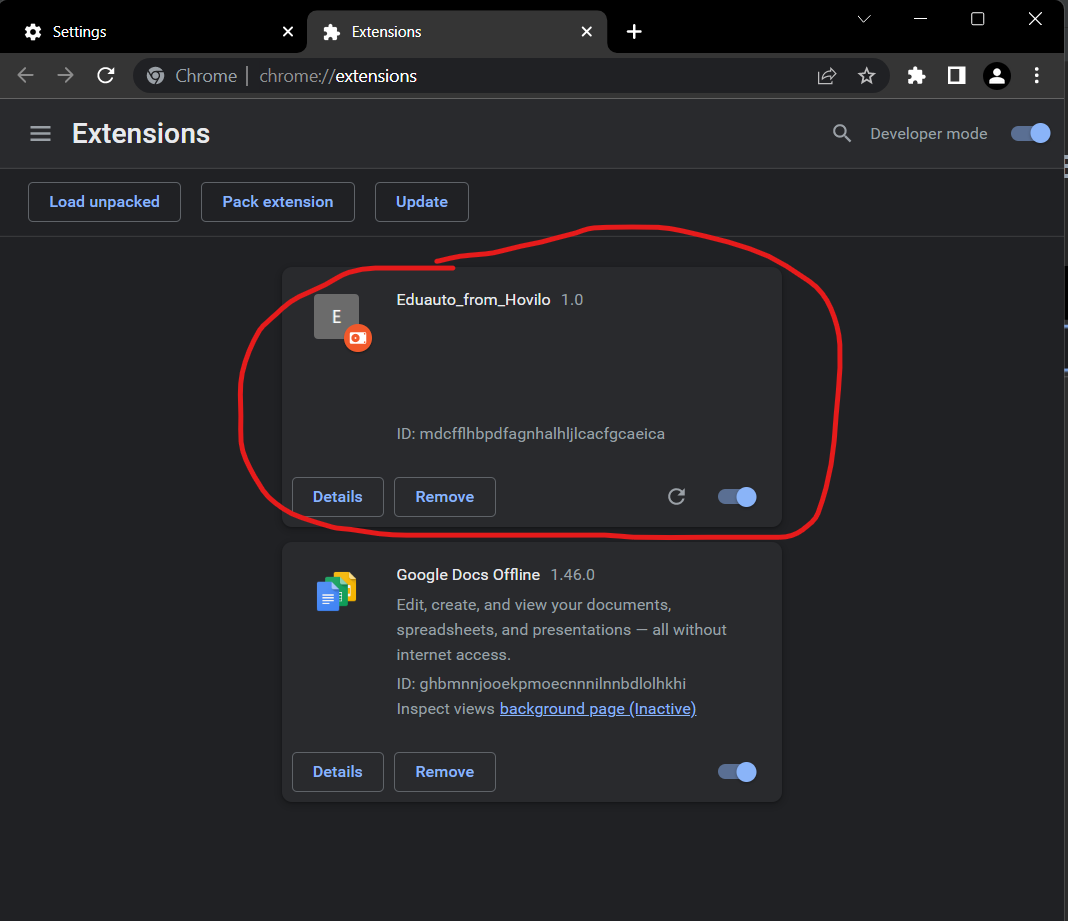 Settings
Extensions
Chrome | chrome://extensions
Extensions
Developer mode
Load unpacked
Pack extension
Update
E
Eduauto_from_Hovilo 1.0
ID: mdcfflhbpdfagnhalhljlcacfgcaeica
Details
Remove
Google Docs Offline 1.46.0
Edit, create, and view your documents,
spreadsheets, and presentations — all without
internet access.
ID: ghbmnnjooekpmoecnnnilnnbdlolhkhi
Inspect views background page (Inactive)
Details
Remove